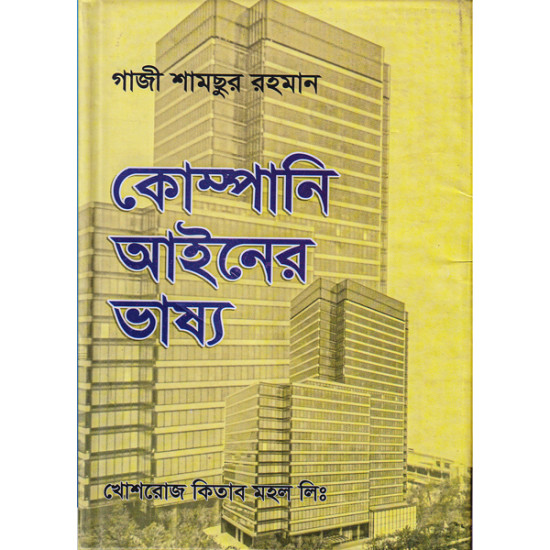 গাজী শামছুর রহমান
কোম্পানি
আইনের
ভাষ্য
খোশরোজ কিতাব মহল লিঃ